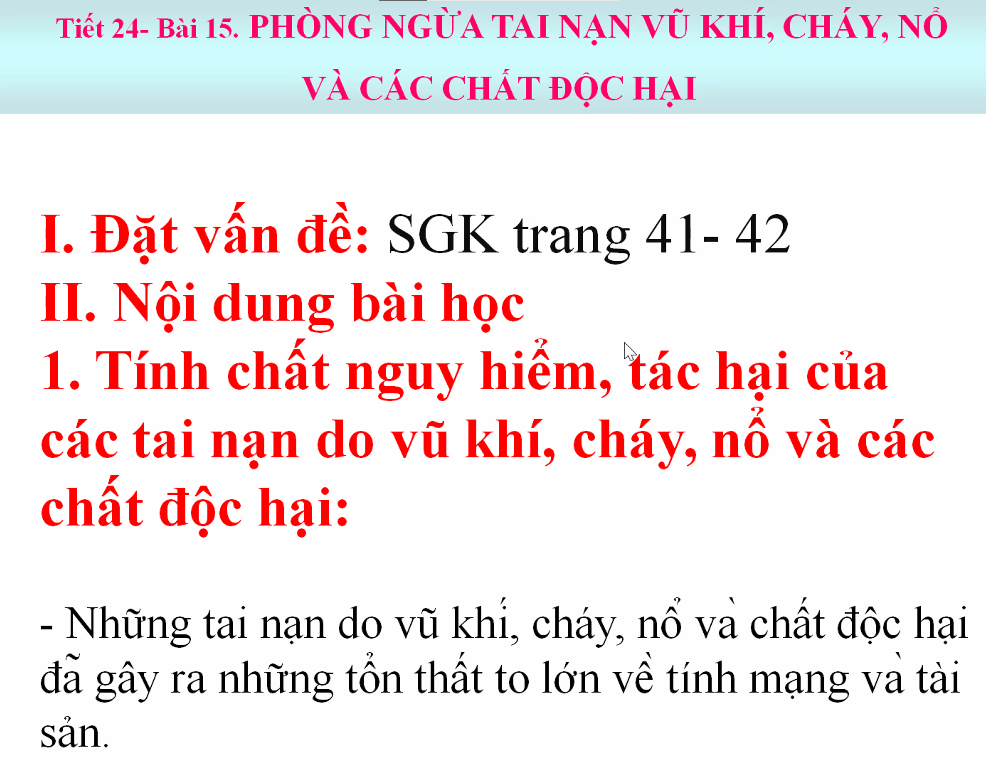 Tiết 24- Bài 15. PHÒNG NGỪA TAI NẠN VŨ KHÍ, CHÁY, NỔ
VÀ CÁC CHẤT ĐỘC HẠI
I. Đặt vấn đề: SGK trang 41- 42
II. Nội dung bài học
1. Tính chất nguy hiểm, tác hại của
các tai nạn do vũ khí, cháy, nổ và các
chất độc hại:
- Những tai nạn do vũ khí, cháy, nổ và chất độc hại
đã gây ra những tổn thất to lớn về tính mạng và tài
sản.